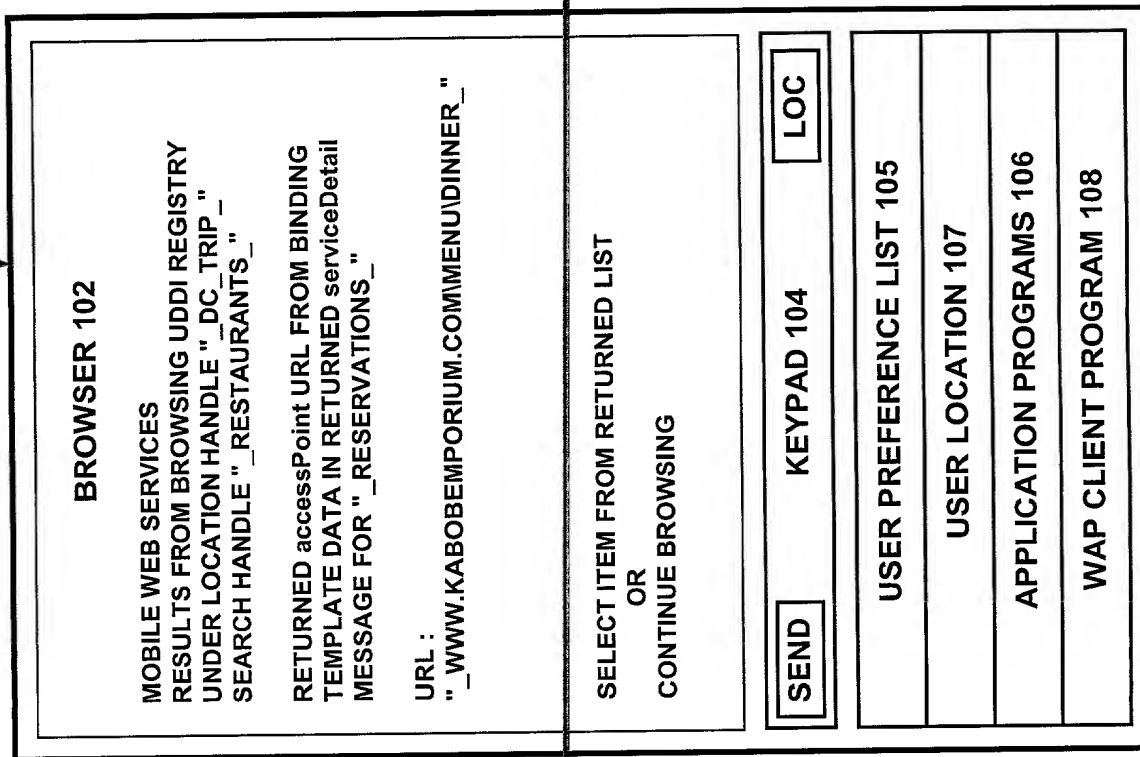 BROWSER 102
MOBILE WEB SERVICES
RESULTS FROM BROWSING UDDI REGISTRY
UNDER LOCATION HANDLE "_DC_TRIP_"
SEARCH HANDLE "_RESTAURANTS_"
RETURNED accessPoint URL FROM BINDING
TEMPLATE DATA IN RETURNED serviceDetail
MESSAGE FOR "_RESERVATIONS_"
URL :
"_WWW.KABOBEMPORIUM.COM\MENU\DINNER_"
SELECT ITEM FROM RETURNED LIST
OR
CONTINUE BROWSING
SEND KEYPAD 104 LOC
USER PREFERENCE LIST 105
USER LOCATION 107
APPLICATION PROGRAMS 106
WAP CLIENT PROGRAM 108